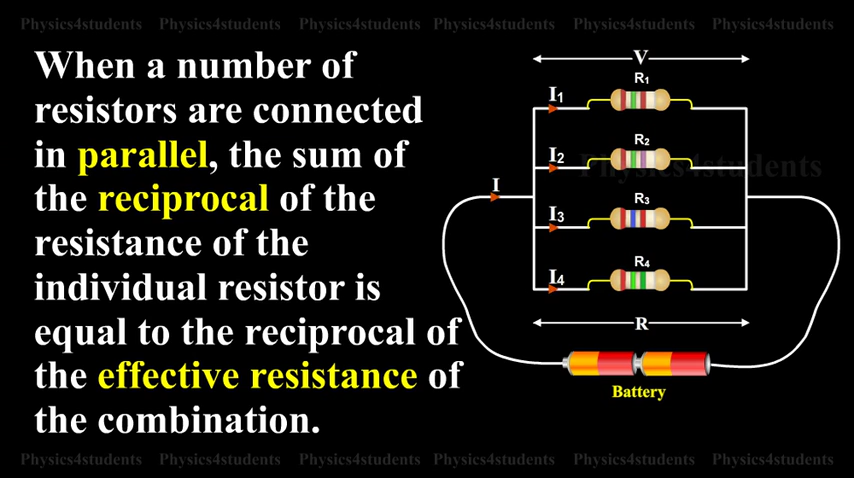 Physics4students Physics4students Physics4students Physics4students Physics4students Physics4students
When a number of
resistors are connected
in parallel, the sum of
the reciprocal of the
resistance of the
individual resistor is
equal to the reciprocal of
the effective resistance of
the combination.
V
R1
I1
R2
I2
Physics4students
I
R3
I3
R4
I4
R
Battery
Physics4students Physics4students Physics4students Physics4students Physics4students Physics4students